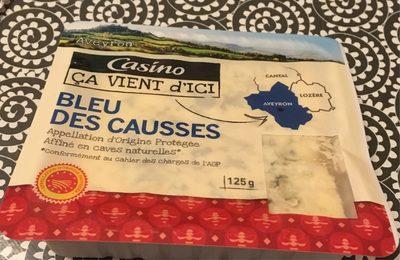 Aveyron
Casino
ÇA VIENT d'ICI
CANTAL
LOZÈRE
AVEYRON
BLEU
DES CAUSSES
Appellation d'Origine Protégée
Affiné en caves naturelles*
*Conformément au cahier des charges de l'AOP
125g